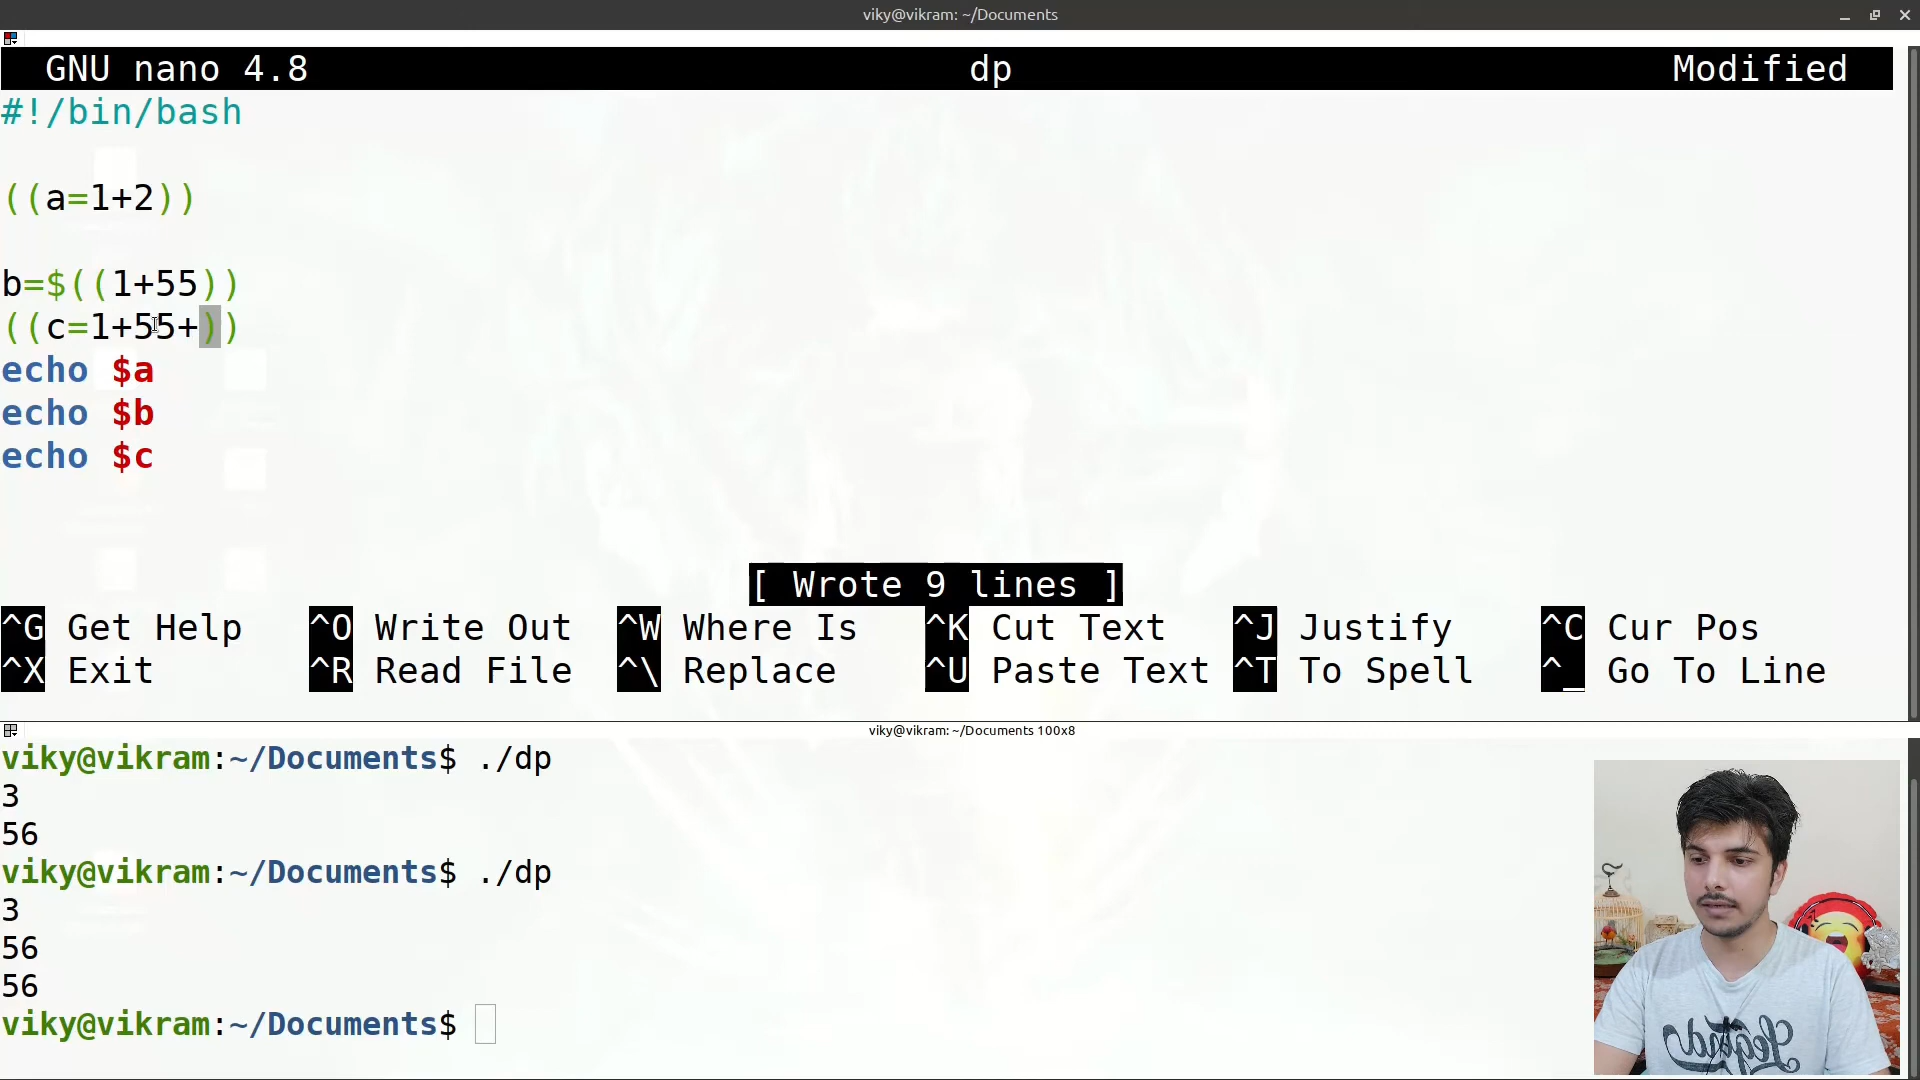 viky@vikram: ~/Documents
GNU nano 4.8 dp Modified
#!/bin/bash
((a=1+2))
b=$((1+55))
((c=1+55+))
echo $a
echo $b
echo $c
[ Wrote 9 lines ]
^G Get Help ^O Write Out ^W Where Is ^K Cut Text ^J Justify ^C Cur Pos
^X Exit ^R Read File ^\ Replace ^U Paste Text ^T To Spell ^_ Go To Line
viky@vikram: ~/Documents 100x8
viky@vikram:~/Documents$ ./dp
3
56
viky@vikram:~/Documents$ ./dp
3
56
56
viky@vikram:~/Documents$
Legend